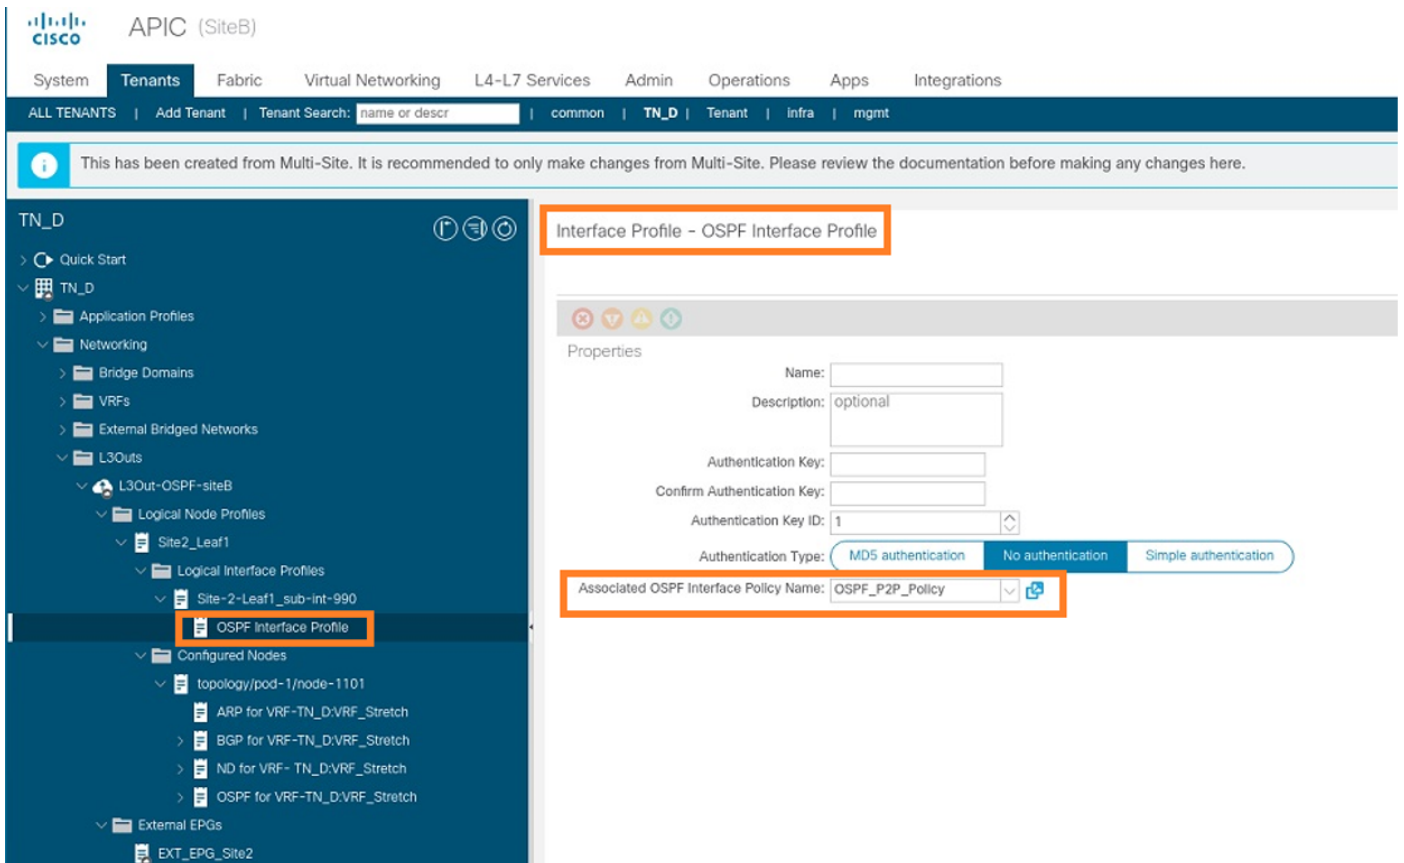 CISCO APIC (SiteB)
System Tenants Fabric Virtual Networking L4-L7 Services Admin Operations Apps Integrations
ALL TENANTS | Add Tenant | Tenant Search: name or descr | common | TN_D | Tenant | infra | mgmt
i This has been created from Multi-Site. It is recommended to only make changes from Multi-Site. Please review the documentation before making any changes here.
TN_D
Quick Start
TN_D
Application Profiles
Networking
Bridge Domains
VRFs
External Bridged Networks
L3Outs
L3Out-OSPF-siteB
Logical Node Profiles
Site2_Leaf1
Logical Interface Profiles
Site-2-Leaf1_sub-int-990
OSPF Interface Profile
Configured Nodes
topology/pod-1/node-1101
ARP for VRF-TN_D:VRF_Stretch
BGP for VRF-TN_D:VRF_Stretch
ND for VRF- TN_D:VRF_Stretch
OSPF for VRF-TN_D:VRF_Stretch
External EPGs
EXT_EPG_Site2
Interface Profile - OSPF Interface Profile
Properties
Name:
Description: optional
Authentication Key:
Confirm Authentication Key:
Authentication Key ID: 1
Authentication Type: MD5 authentication No authentication Simple authentication
Associated OSPF Interface Policy Name: OSPF_P2P_Policy